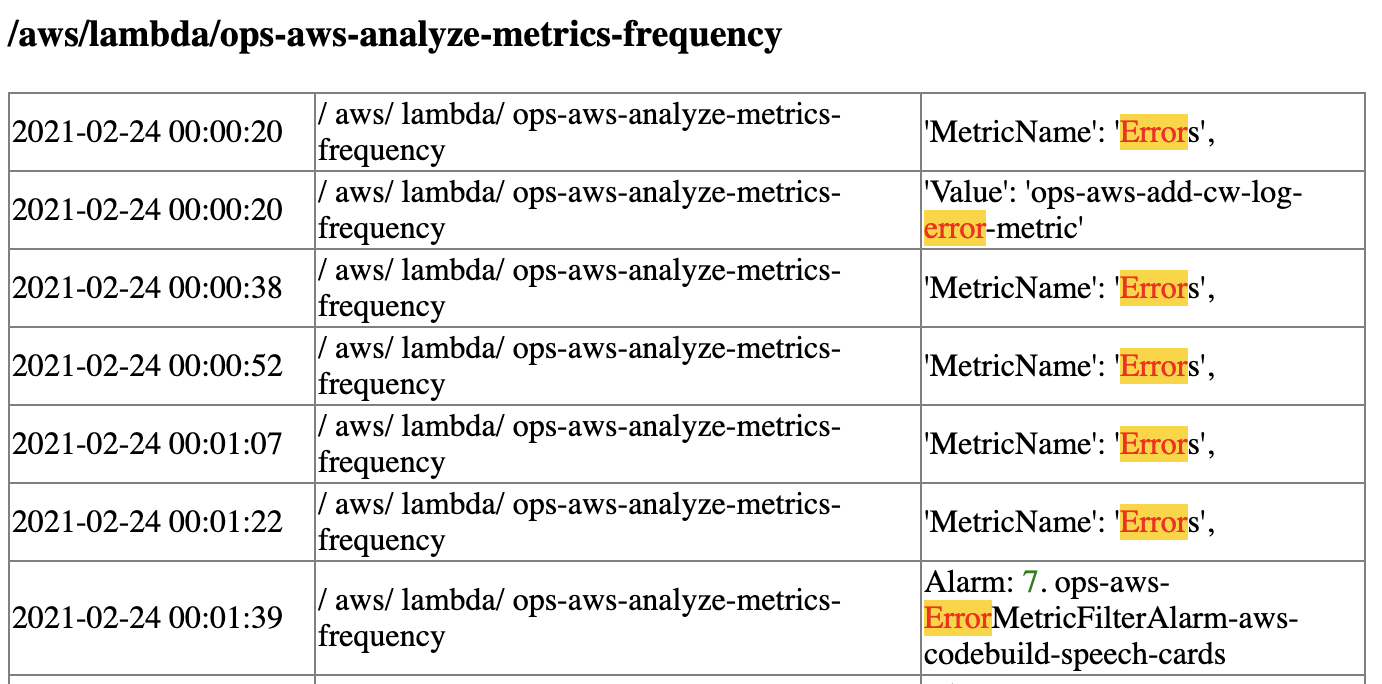 /aws/lambda/ops-aws-analyze-metrics-frequency
2021-02-24 00:00:20
/ aws/ lambda/ ops-aws-analyze-metrics-
frequency
'MetricName': 'Errors',
2021-02-24 00:00:20
/ aws/ lambda/ ops-aws-analyze-metrics-
frequency
'Value': 'ops-aws-add-cw-log-
error-metric'
2021-02-24 00:00:38
/ aws/ lambda/ ops-aws-analyze-metrics-
frequency
'MetricName': 'Errors',
2021-02-24 00:00:52
/ aws/ lambda/ ops-aws-analyze-metrics-
frequency
'MetricName': 'Errors',
2021-02-24 00:01:07
/ aws/ lambda/ ops-aws-analyze-metrics-
frequency
'MetricName': 'Errors',
2021-02-24 00:01:22
/ aws/ lambda/ ops-aws-analyze-metrics-
frequency
'MetricName': 'Errors',
2021-02-24 00:01:39
/ aws/ lambda/ ops-aws-analyze-metrics-
frequency
Alarm: 7. ops-aws-
ErrorMetricFilterAlarm-aws-
codebuild-speech-cards